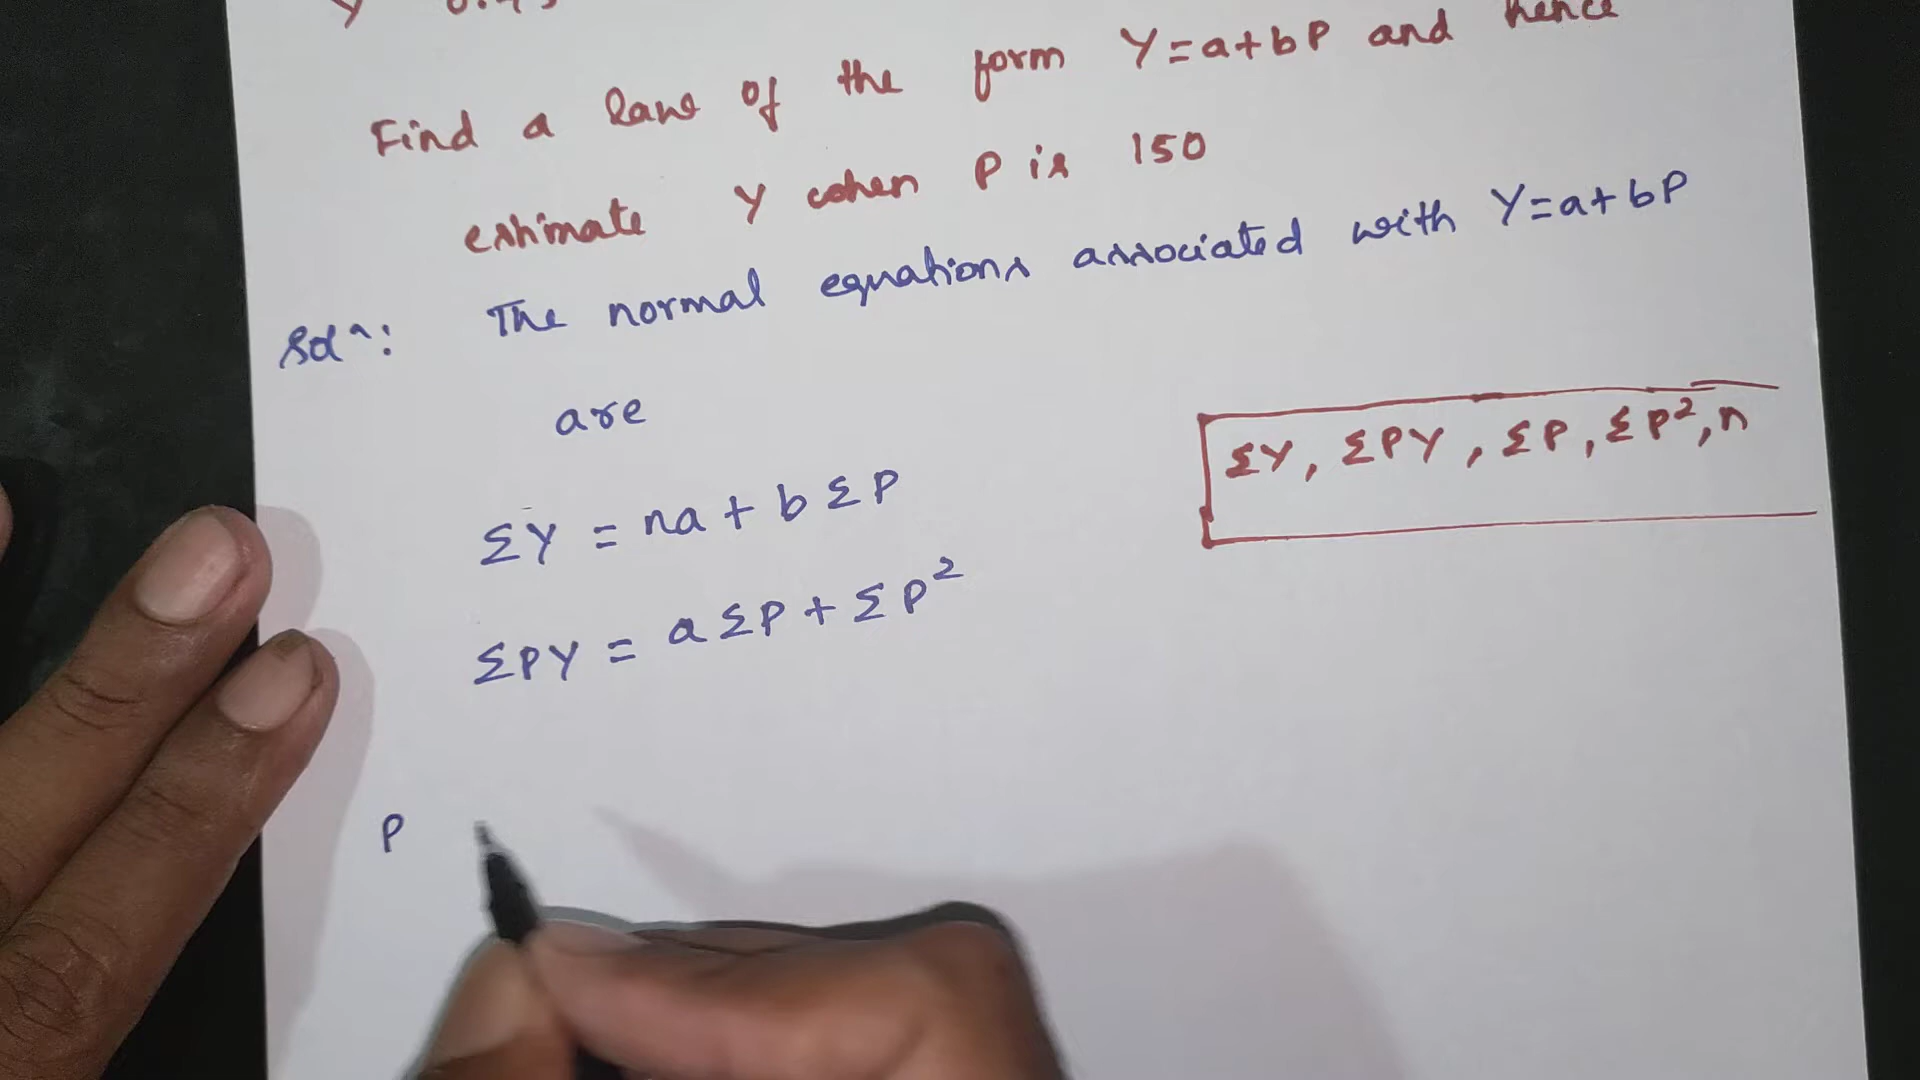 Find a law of the form Y=a+bP and hence
estimate Y when P is 150
Solⁿ: The normal equations associated with Y=a+bP
are
ΣY, ΣPY, ΣP, ΣP², n
ΣY = na + bΣP
ΣPY = aΣP + ΣP²
P